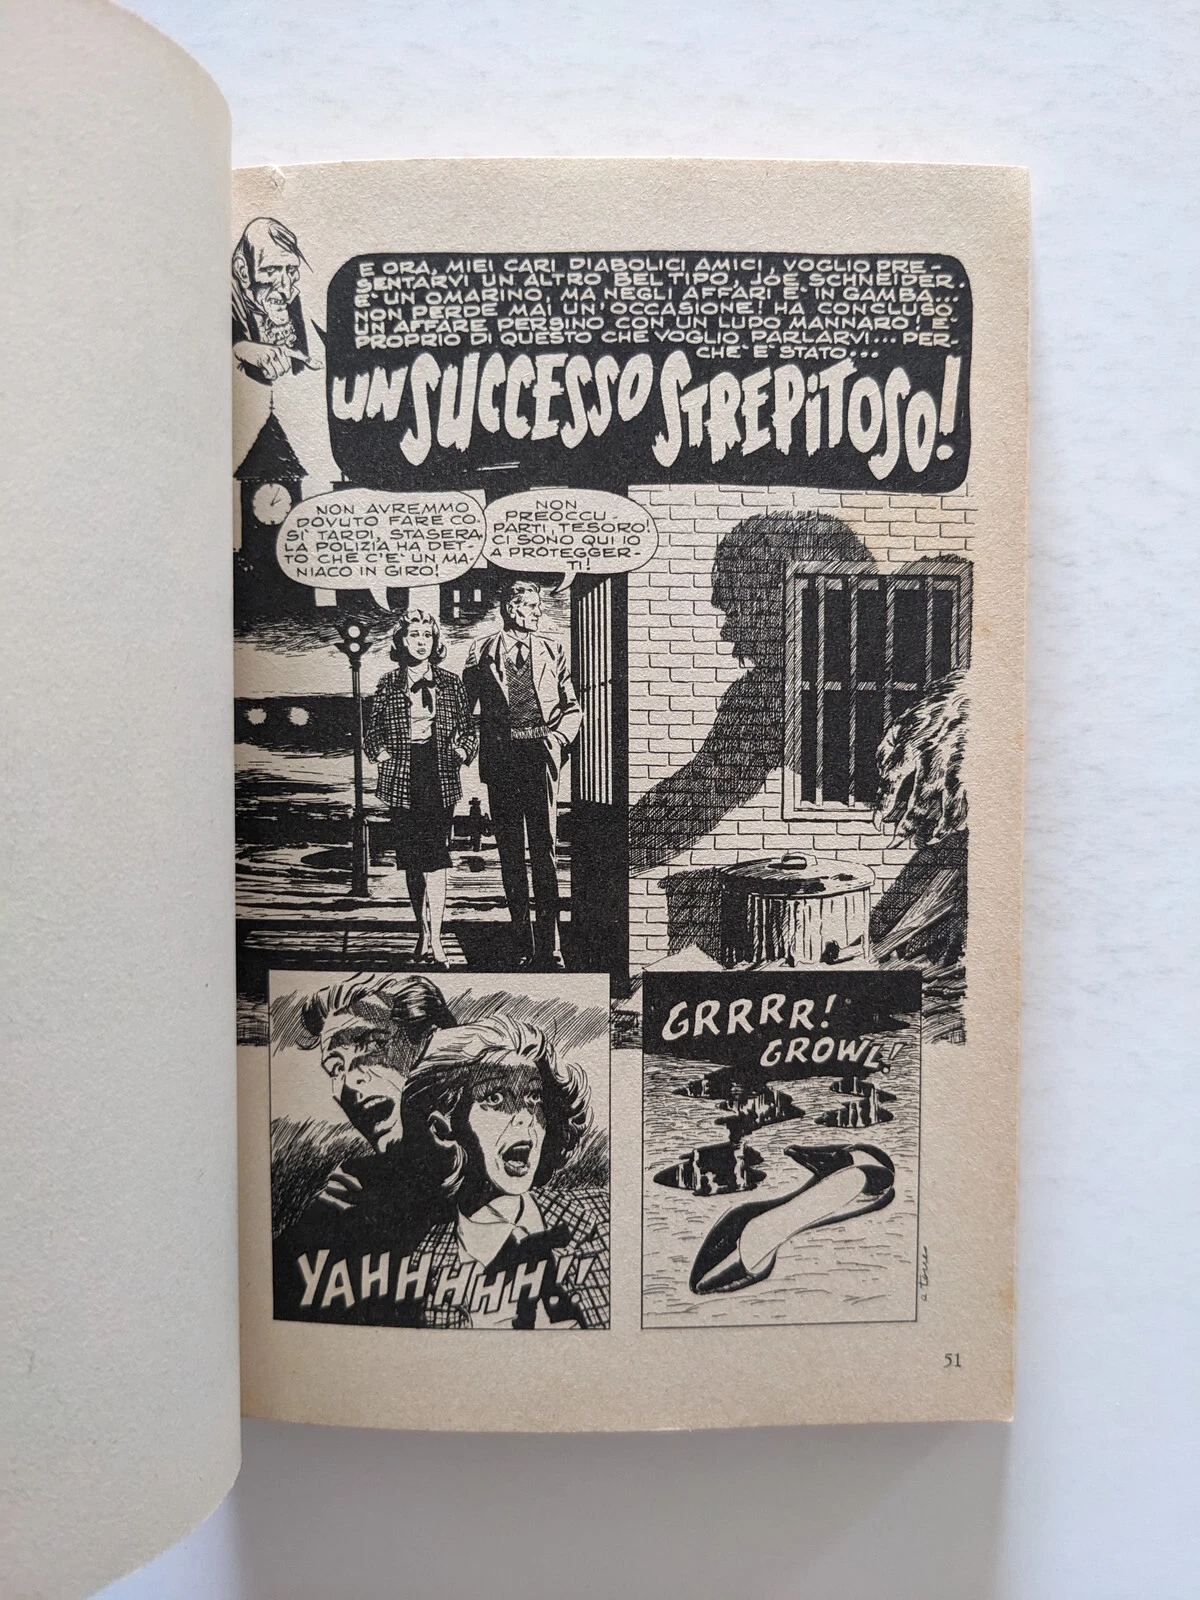 E ORA, MIEI CARI DIABOLICI AMICI, VOGLIO PRE-
SENTARVI UN ALTRO BEL TIPO, JOE SCHNEIDER.
E' UN OMARINO, MA NEGLI AFFARI E' IN GAMBA...
NON PERDE MAI UN'OCCASIONE! HA CONCLUSO
UN AFFARE PERSINO CON UN LUPO MANNARO! E'
PROPRIO DI QUESTO CHE VOGLIO PARLARVI... PER-
CHE' E' STATO...
UN SUCCESSO STREPITOSO!
NON AVREMMO
DOVUTO FARE CO-
SI' TARDI, STASERA.
LA POLIZIA HA DET-
TO CHE C'E' UN MA-
NIACO IN GIRO!
NON
PREOCCU-
PARTI, TESORO!
CI SONO QUI IO
A PROTEGGER-
TI!
YAHHHHHH!!
GRRRR!
GROWL!
a. torres
51